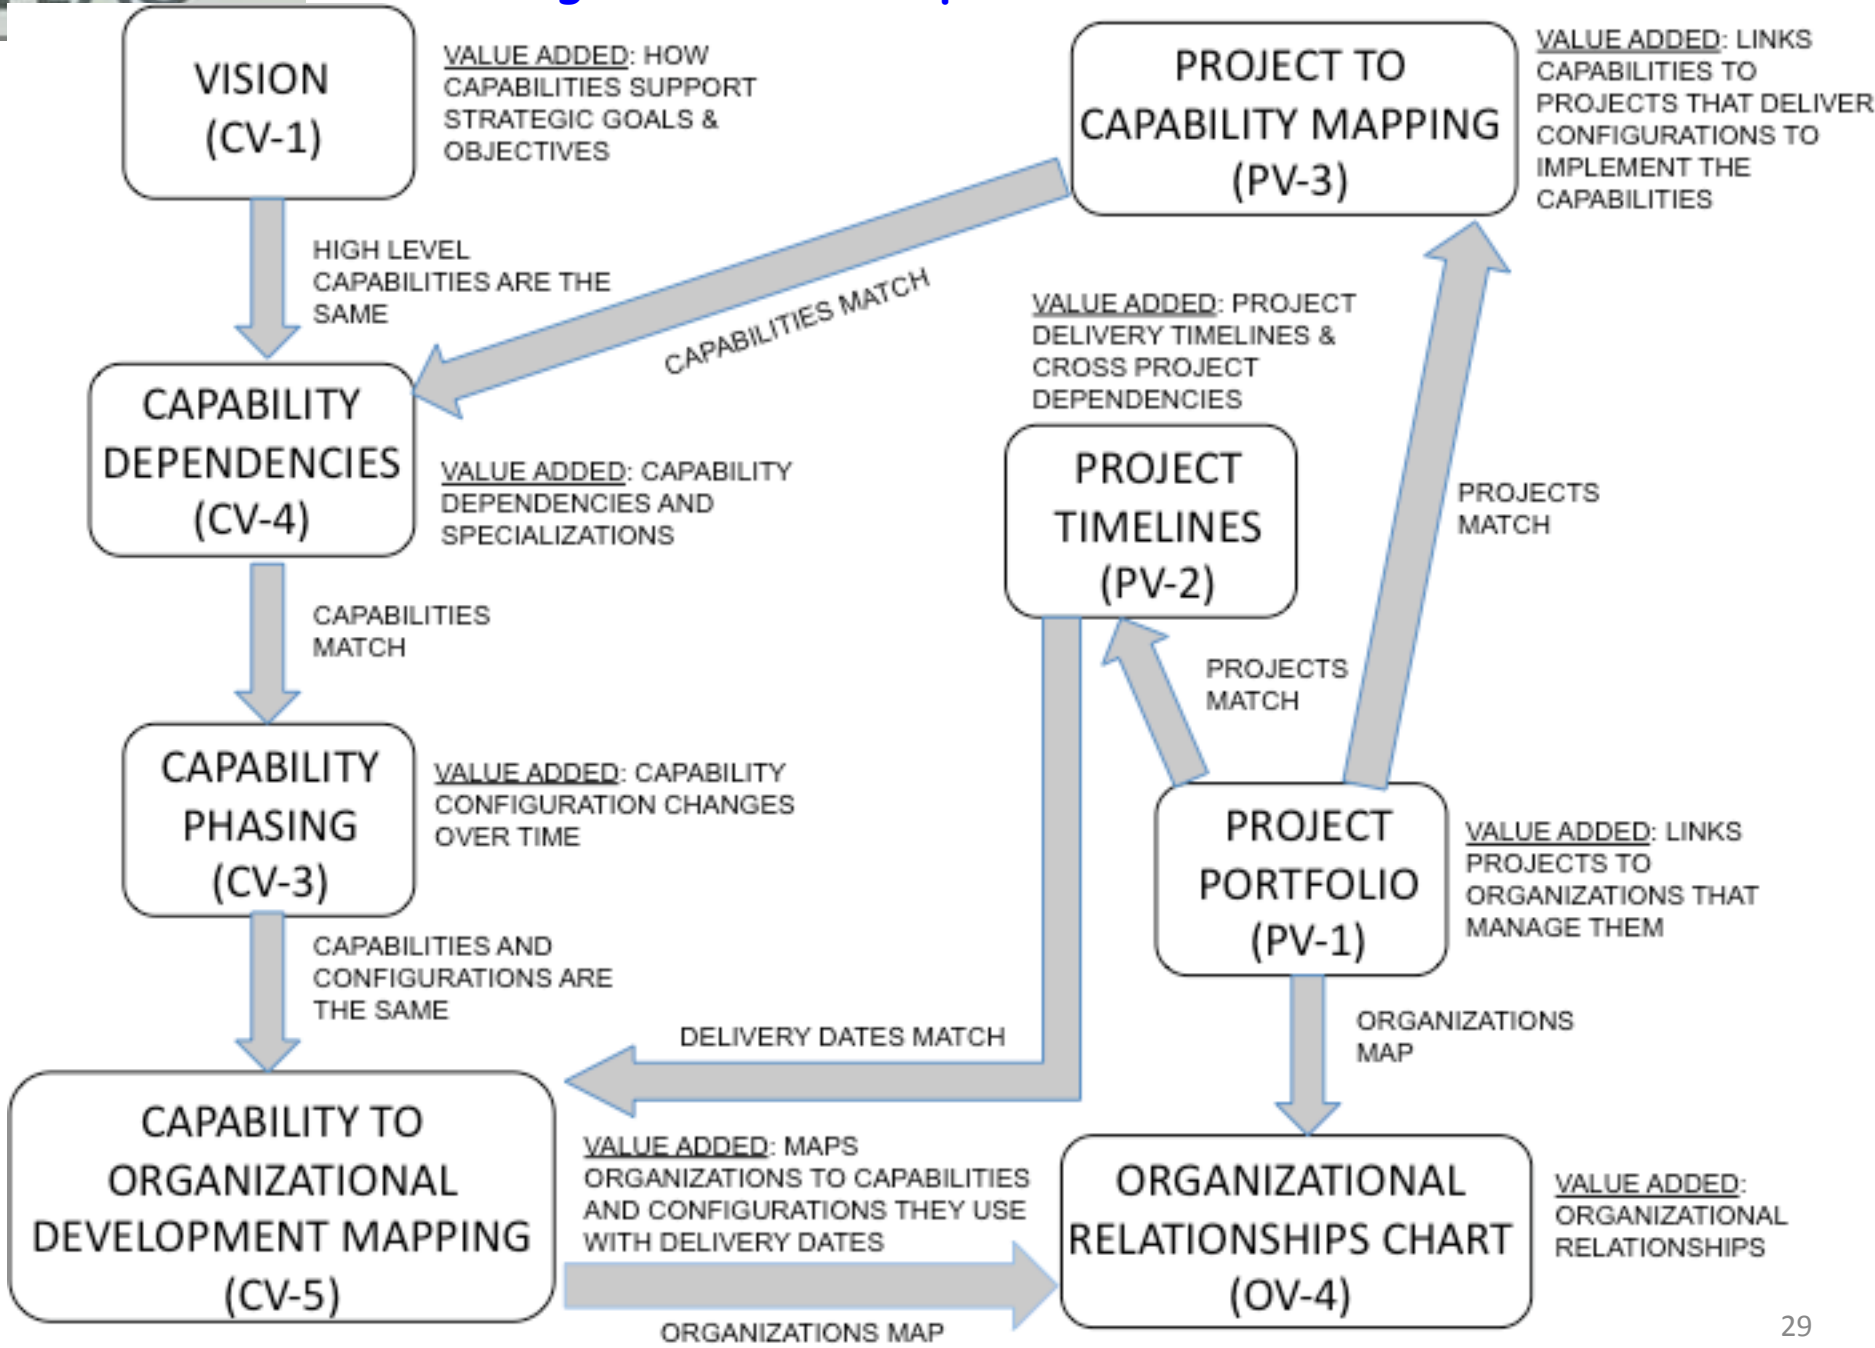 VISION
(CV-1)
VALUE ADDED: HOW
CAPABILITIES SUPPORT
STRATEGIC GOALS &
OBJECTIVES
PROJECT TO
CAPABILITY MAPPING
(PV-3)
VALUE ADDED: LINKS
CAPABILITIES TO
PROJECTS THAT DELIVER
CONFIGURATIONS TO
IMPLEMENT THE
CAPABILITIES
HIGH LEVEL
CAPABILITIES ARE THE
SAME
CAPABILITIES MATCH
VALUE ADDED: PROJECT
DELIVERY TIMELINES &
CROSS PROJECT
DEPENDENCIES
CAPABILITY
DEPENDENCIES
(CV-4)
VALUE ADDED: CAPABILITY
DEPENDENCIES AND
SPECIALIZATIONS
PROJECT
TIMELINES
(PV-2)
PROJECTS
MATCH
CAPABILITIES
MATCH
PROJECTS
MATCH
CAPABILITY
PHASING
(CV-3)
VALUE ADDED: CAPABILITY
CONFIGURATION CHANGES
OVER TIME
PROJECT
PORTFOLIO
(PV-1)
VALUE ADDED: LINKS
PROJECTS TO
ORGANIZATIONS THAT
MANAGE THEM
CAPABILITIES AND
CONFIGURATIONS ARE
THE SAME
DELIVERY DATES MATCH
ORGANIZATIONS
MAP
CAPABILITY TO
ORGANIZATIONAL
DEVELOPMENT MAPPING
(CV-5)
VALUE ADDED: MAPS
ORGANIZATIONS TO CAPABILITIES
AND CONFIGURATIONS THEY USE
WITH DELIVERY DATES
ORGANIZATIONAL
RELATIONSHIPS CHART
(OV-4)
VALUE ADDED:
ORGANIZATIONAL
RELATIONSHIPS
ORGANIZATIONS MAP
29